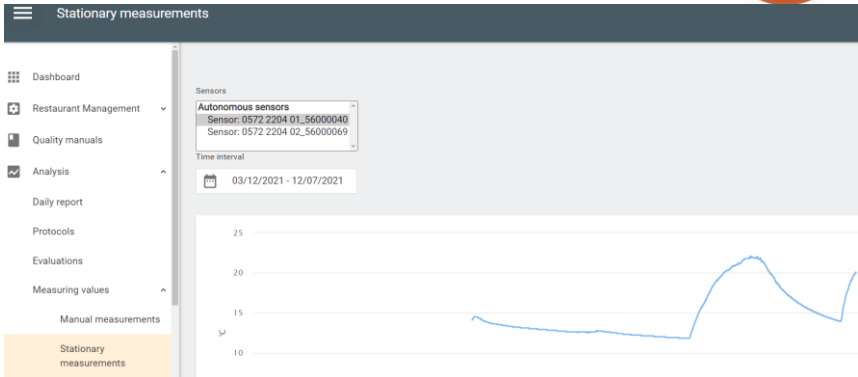 Stationary measurements
Dashboard
Restaurant Management
Quality manuals
Analysis
Daily report
Protocols
Evaluations
Measuring values
Manual measurements
Stationary
measurements
Sensors
Autonomous sensors
Sensor: 0572 2204 01_56000040
Sensor: 0572 2204 02_56000069
Time interval
03/12/2021 - 12/07/2021
25
20
15
10
°C